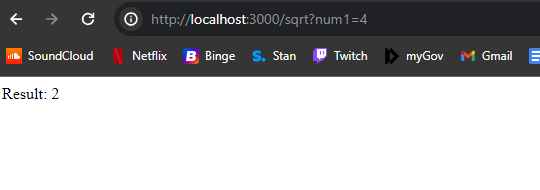 http://localhost:3000/sqrt?num1=4
SoundCloud Netflix Binge Stan Twitch myGov Gmail
Result: 2